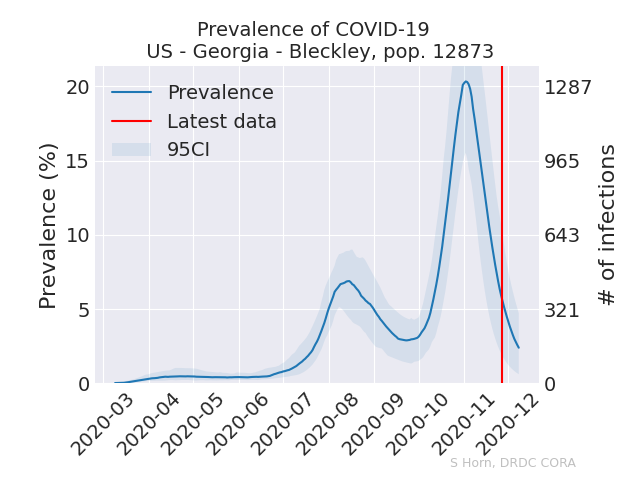 Prevalence of COVID-19
US - Georgia - Bleckley, pop. 12873
Prevalence
Latest data
95CI
Prevalence (%)
20
15
10
5
0
1287
965
643
321
0
# of infections
2020-03
2020-04
2020-05
2020-06
2020-07
2020-08
2020-09
2020-10
2020-11
2020-12
S Horn, DRDC CORA